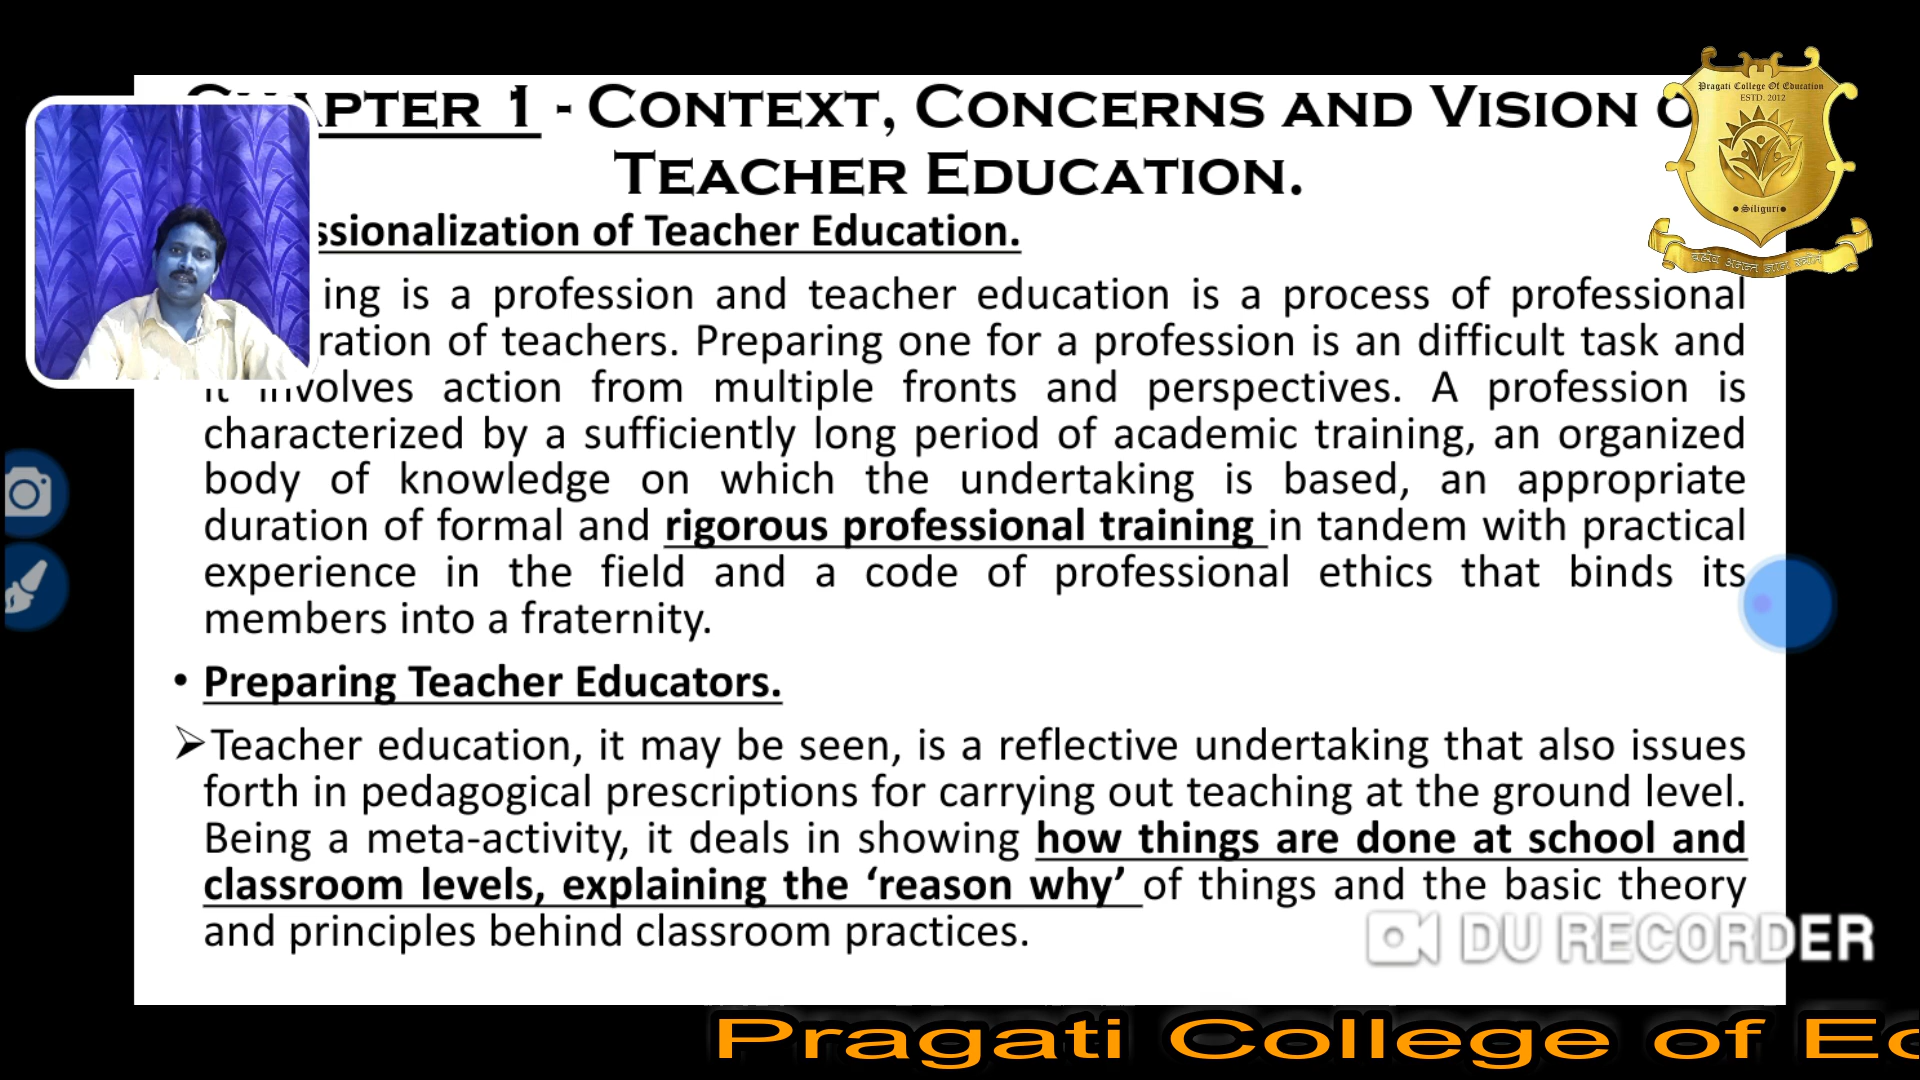 Pragati College Of Education
ESTD. 2012
Siliguri
APTER 1 - CONTEXT, CONCERNS AND VISION O
TEACHER EDUCATION.
ssionalization of Teacher Education.
ing is a profession and teacher education is a process of professional
ration of teachers. Preparing one for a profession is an difficult task and
it involves action from multiple fronts and perspectives. A profession is
characterized by a sufficiently long period of academic training, an organized
body of knowledge on which the undertaking is based, an appropriate
duration of formal and rigorous professional training in tandem with practical
experience in the field and a code of professional ethics that binds its
members into a fraternity.
• Preparing Teacher Educators.
➢Teacher education, it may be seen, is a reflective undertaking that also issues
forth in pedagogical prescriptions for carrying out teaching at the ground level.
Being a meta-activity, it deals in showing how things are done at school and
classroom levels, explaining the ‘reason why’ of things and the basic theory
and principles behind classroom practices.
DU RECORDER
Pragati College of Ed